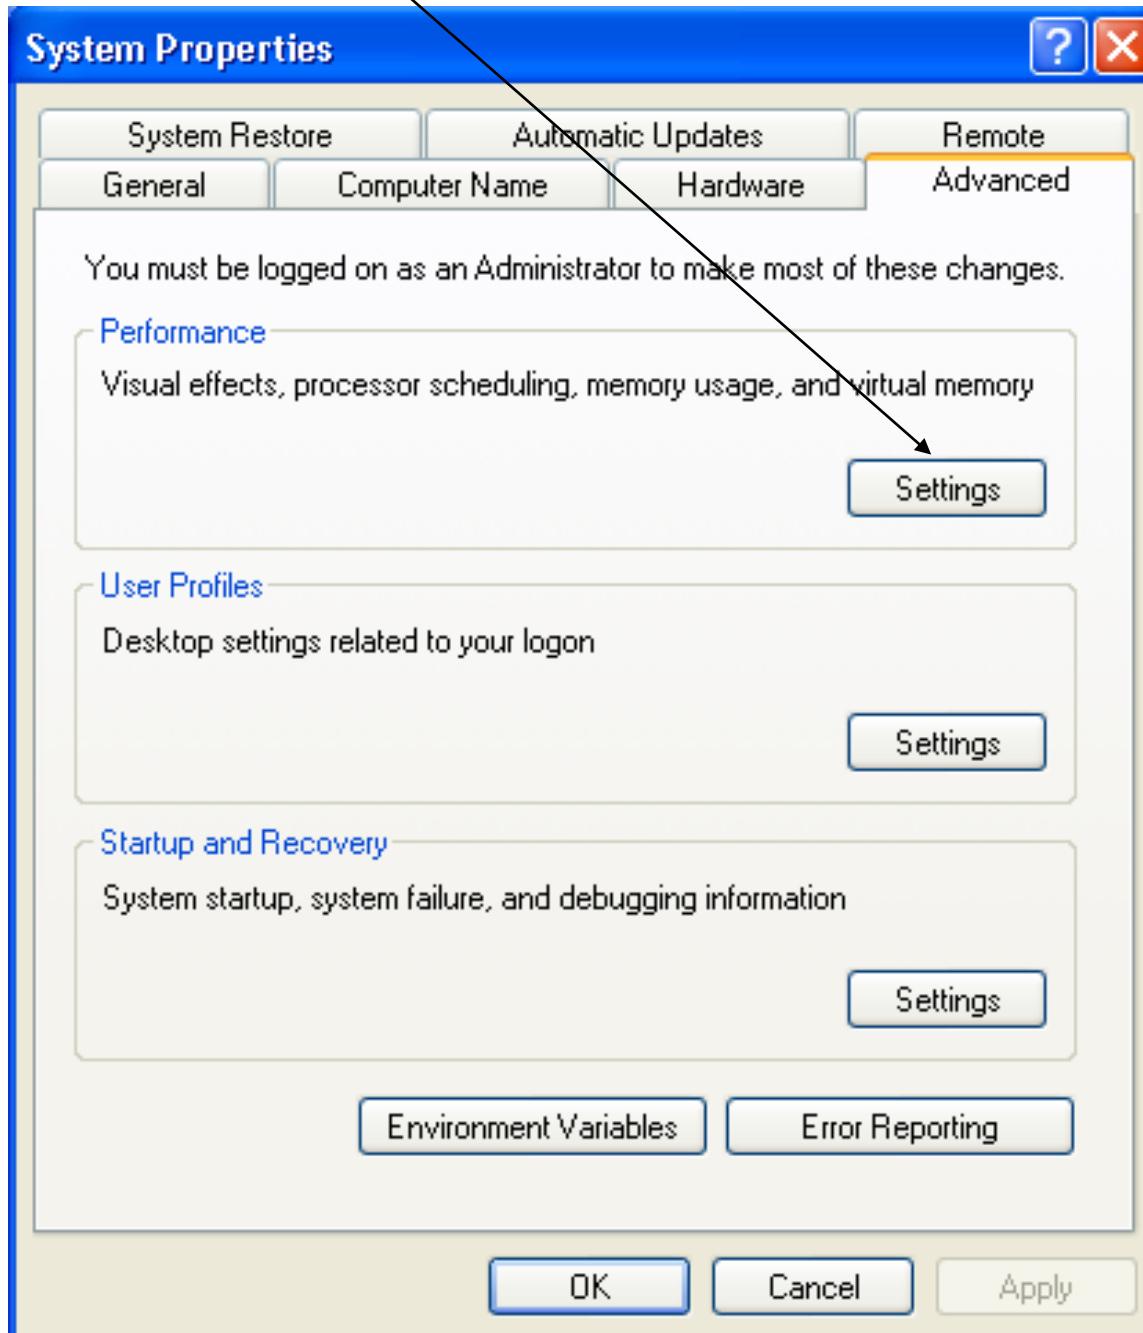 System Properties
?
System Restore Automatic Updates Remote
General Computer Name Hardware Advanced
You must be logged on as an Administrator to make most of these changes.
Performance
Visual effects, processor scheduling, memory usage, and virtual memory
Settings
User Profiles
Desktop settings related to your logon
Settings
Startup and Recovery
System startup, system failure, and debugging information
Settings
Environment Variables Error Reporting
OK Cancel Apply